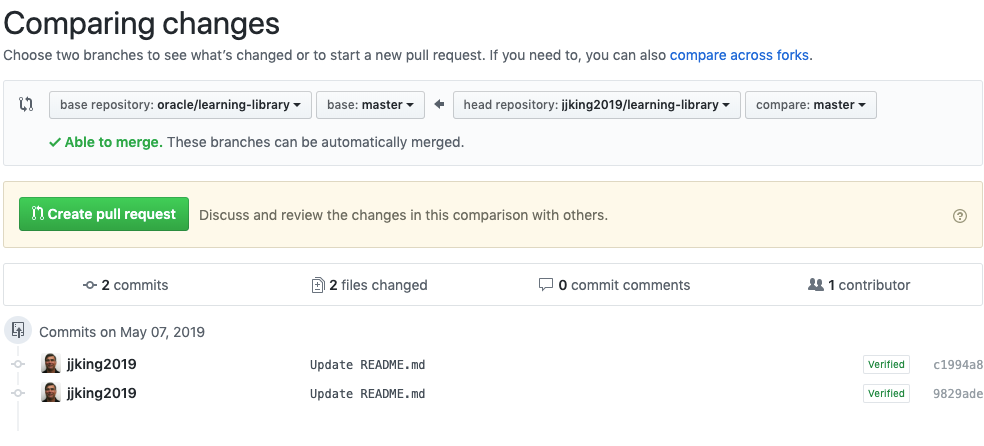 Comparing changes
Choose two branches to see what's changed or to start a new pull request. If you need to, you can also compare across forks.
base repository: oracle/learning-library base: master head repository: jjking2019/learning-library compare: master
Able to merge. These branches can be automatically merged.
Create pull request Discuss and review the changes in this comparison with others.
2 commits 2 files changed 0 commit comments 1 contributor
Commits on May 07, 2019
jjking2019 Update README.md Verified c1994a8
jjking2019 Update README.md Verified 9829ade